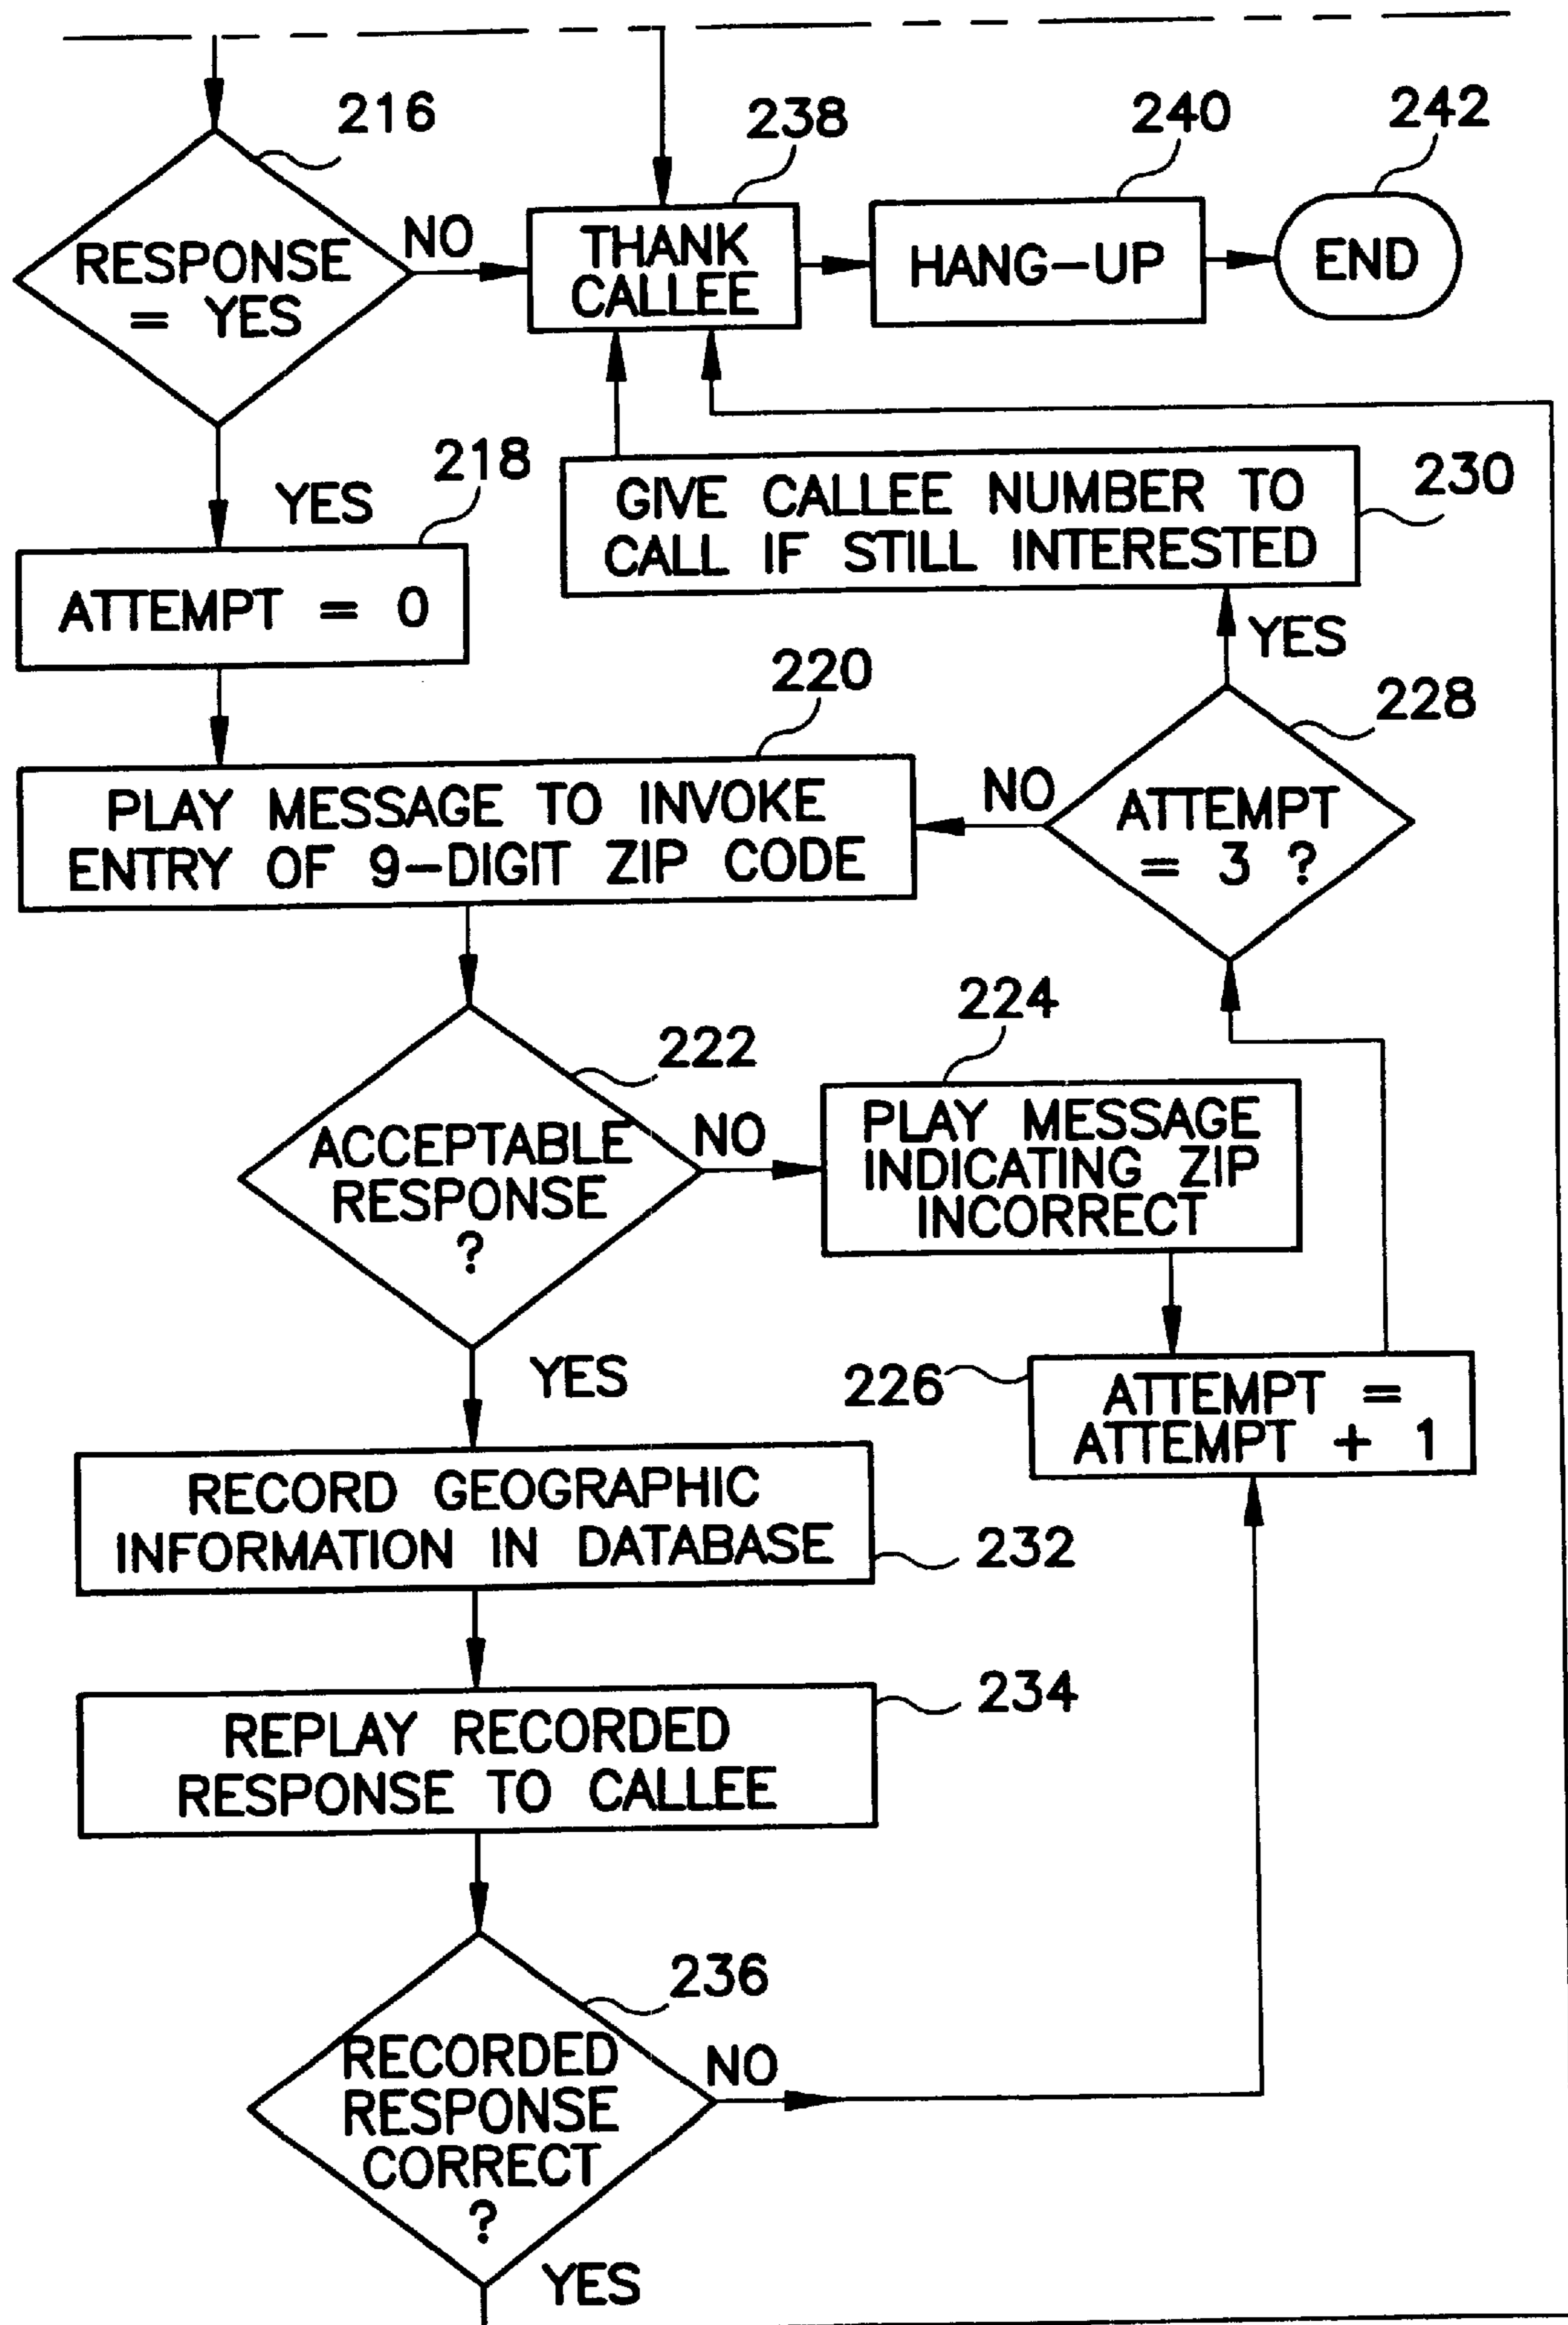 216
238
240
242
RESPONSE
= YES
NO
THANK
CALLEE
HANG-UP
END
218
YES
GIVE CALLEE NUMBER TO
CALL IF STILL INTERESTED
230
ATTEMPT = 0
YES
220
228
PLAY MESSAGE TO INVOKE
ENTRY OF 9-DIGIT ZIP CODE
NO
ATTEMPT
= 3 ?
224
222
ACCEPTABLE
RESPONSE
?
NO
PLAY MESSAGE
INDICATING ZIP
INCORRECT
YES
226
ATTEMPT =
ATTEMPT + 1
RECORD GEOGRAPHIC
INFORMATION IN DATABASE
232
234
REPLAY RECORDED
RESPONSE TO CALLEE
236
RECORDED
RESPONSE
CORRECT
?
NO
YES